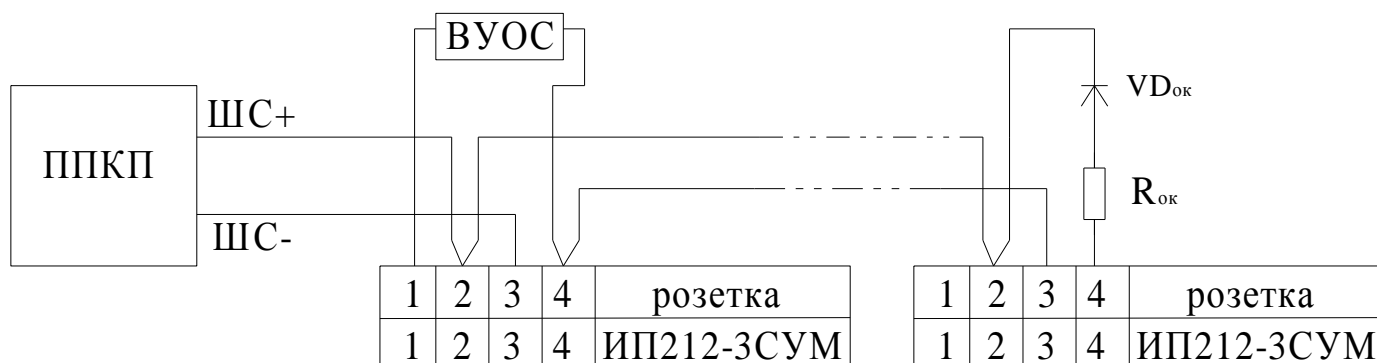 ВУОС
ШС+
VDок
ППКП
Rок
ШС-
1 2 3 4 розетка
1 2 3 4 ИП212-3СУМ
1 2 3 4 розетка
1 2 3 4 ИП212-3СУМ